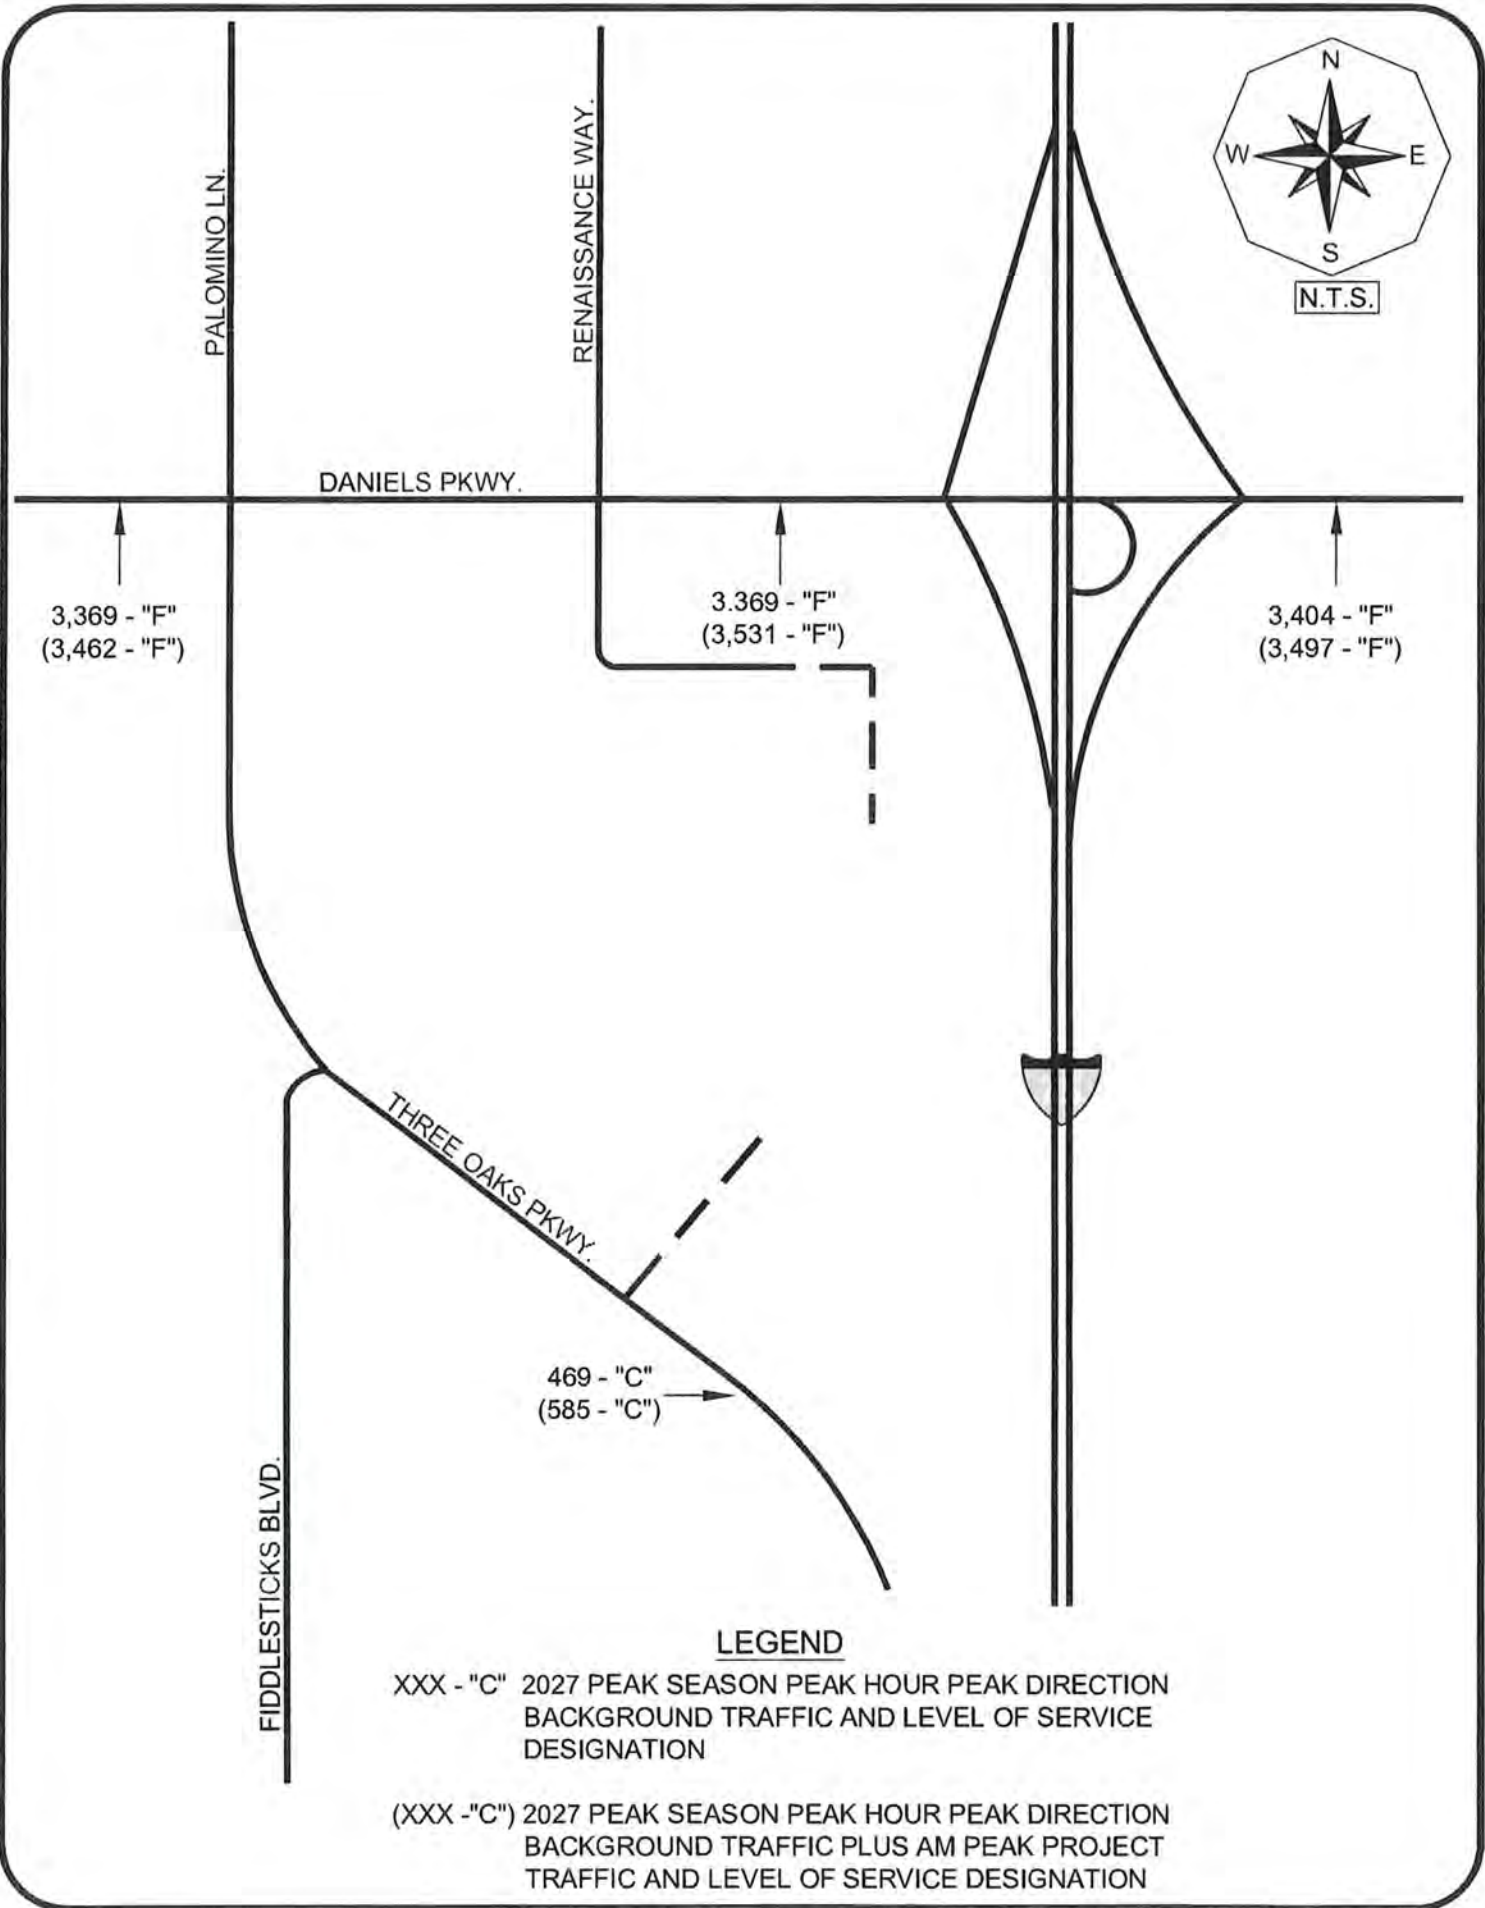 N
W E
S
N.T.S.
PALOMINO LN.
RENAISSANCE WAY.
DANIELS PKWY.
3,369 - "F"
(3,462 - "F")
3.369 - "F"
(3,531 - "F")
3,404 - "F"
(3,497 - "F")
THREE OAKS PKWY.
469 - "C"
(585 - "C")
FIDDLESTICKS BLVD.
LEGEND
XXX - "C" 2027 PEAK SEASON PEAK HOUR PEAK DIRECTION
BACKGROUND TRAFFIC AND LEVEL OF SERVICE
DESIGNATION
(XXX -"C") 2027 PEAK SEASON PEAK HOUR PEAK DIRECTION
BACKGROUND TRAFFIC PLUS AM PEAK PROJECT
TRAFFIC AND LEVEL OF SERVICE DESIGNATION